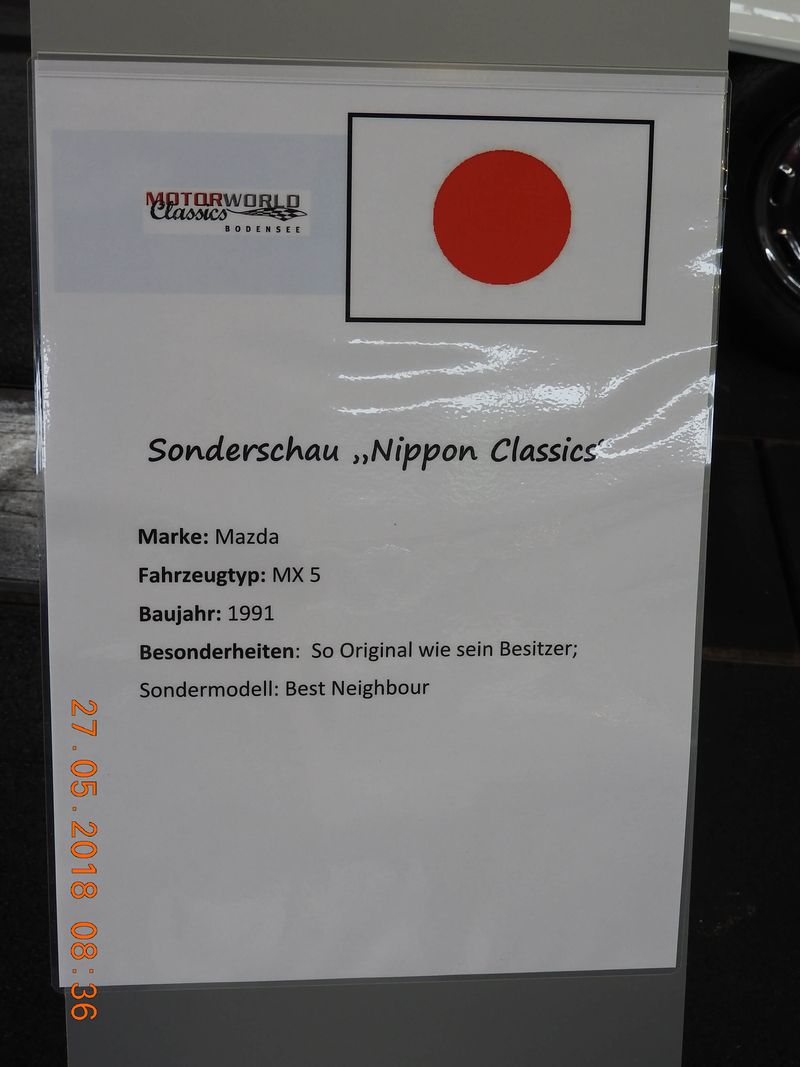 MOTORWORLD
Classics
BODENSEE
Sonderschau ,,Nippon Classics“
Marke: Mazda
Fahrzeugtyp: MX 5
Baujahr: 1991
Besonderheiten: So Original wie sein Besitzer;
Sondermodell: Best Neighbour
27.05.2018 08:36